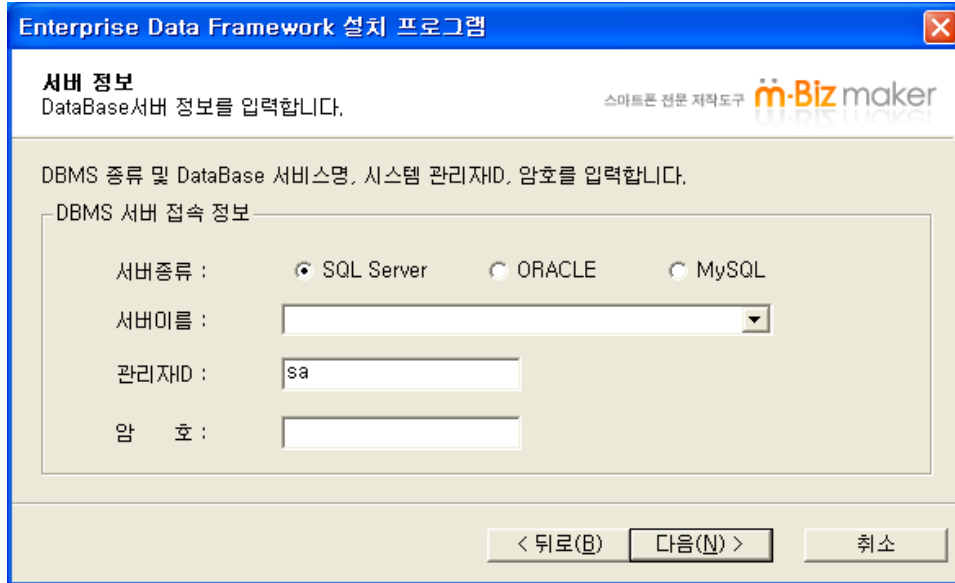 Enterprise Data Framework 설치 프로그램
서버 정보
DataBase서버 정보를 입력합니다.
스마트폰 전문 저작도구 m·Biz maker
DBMS 종류 및 DataBase 서비스명, 시스템 관리자ID, 암호를 입력합니다.
DBMS 서버 접속 정보
서버종류 : SQL Server ORACLE MySQL
서버이름 :
관리자ID : sa
암 호 :
< 뒤로(B) 다음(N) > 취소